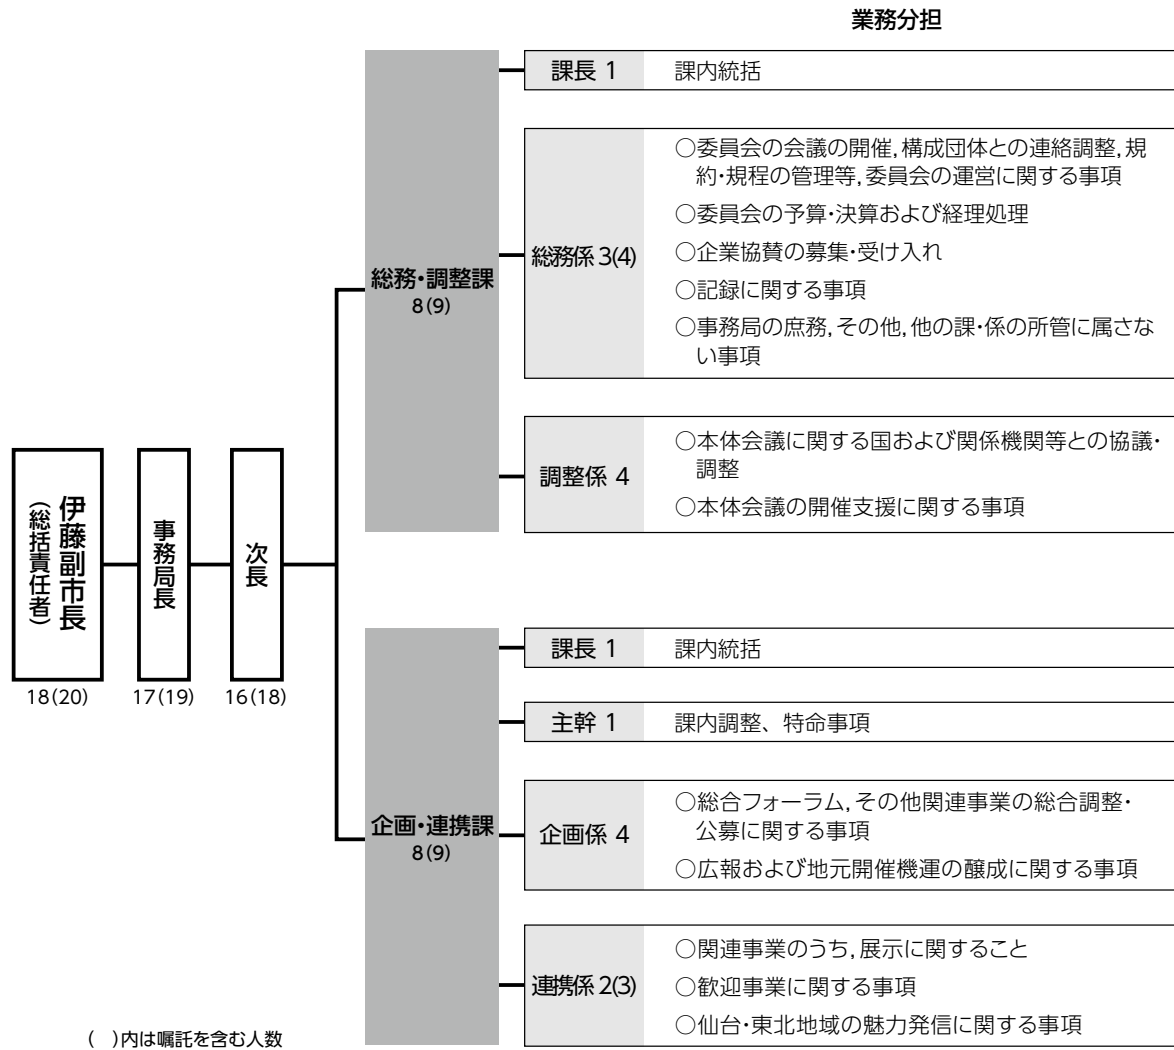 業務分担
課長 1
課内統括
総務・調整課
8(9)
総務係 3(4)
○委員会の会議の開催,構成団体との連絡調整,規
約・規程の管理等,委員会の運営に関する事項
○委員会の予算・決算および経理処理
○企業協賛の募集・受け入れ
○記録に関する事項
○事務局の庶務,その他,他の課・係の所管に属さな
い事項
調整係 4
○本体会議に関する国および関係機関等との協議・
調整
○本体会議の開催支援に関する事項
伊藤副市長
(総括責任者)
18(20)
事務局長
17(19)
次長
16(18)
企画・連携課
8(9)
課長 1
課内統括
主幹 1
課内調整、特命事項
企画係 4
○総合フォーラム,その他関連事業の総合調整・
公募に関する事項
○広報および地元開催機運の醸成に関する事項
連携係 2(3)
○関連事業のうち,展示に関すること
○歓迎事業に関する事項
○仙台・東北地域の魅力発信に関する事項
( )内は嘱託を含む人数